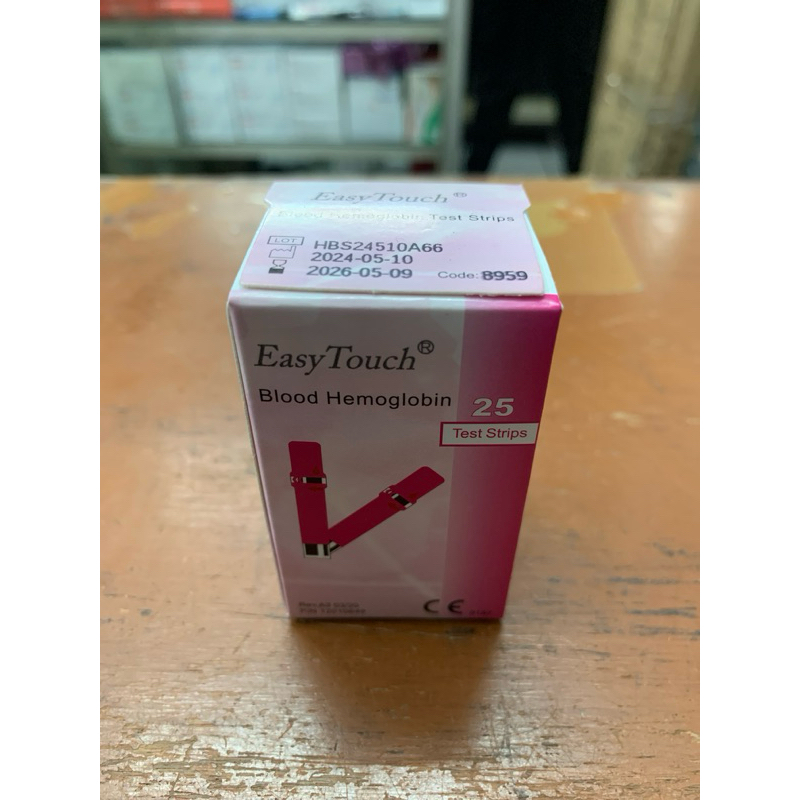 EasyTouch®
Blood Hemoglobin Test Strips
LOT HBS24510A66
2024-05-10
2026-05-09 Code: 8959
EasyTouch®
Blood Hemoglobin
25
Test Strips
CE